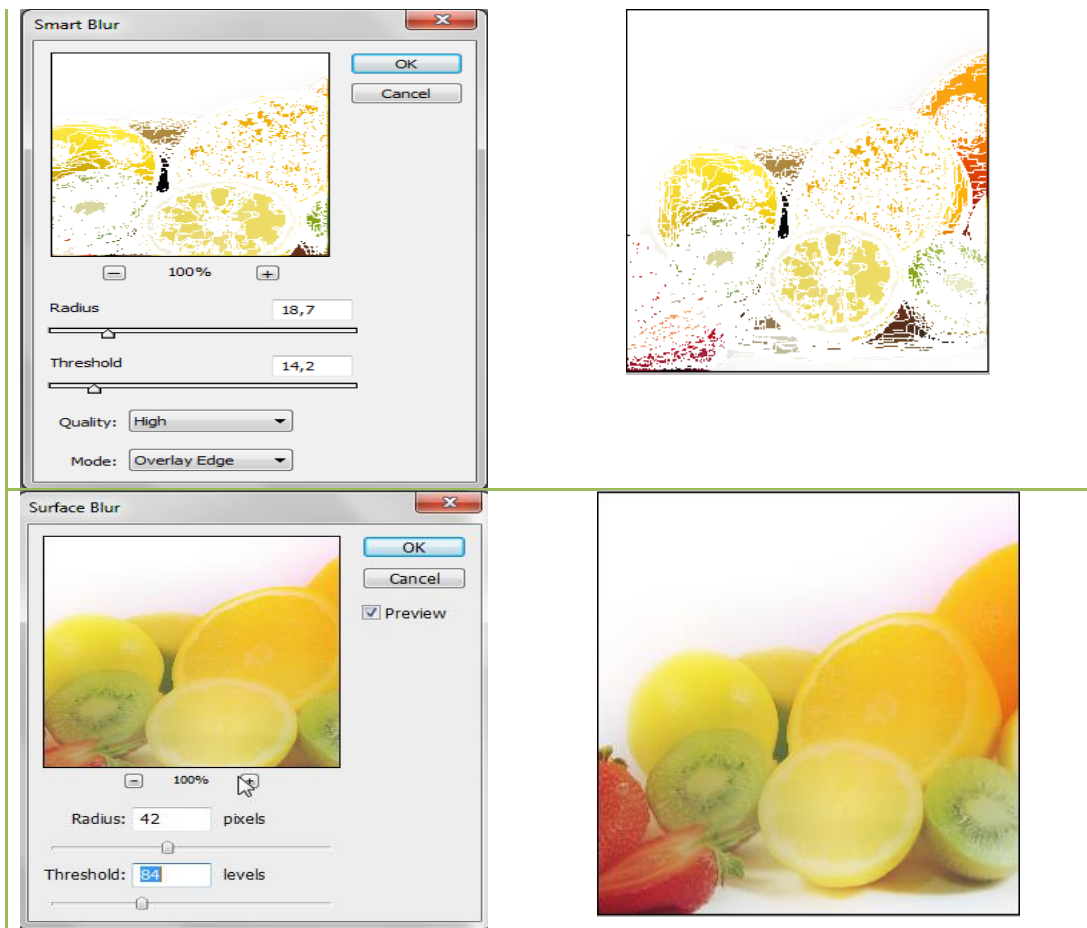 Smart Blur
OK
Cancel
100%
Radius
18,7
Threshold
14,2
Quality: High
Mode: Overlay Edge
Surface Blur
OK
Cancel
Preview
100%
Radius: 42 pixels
Threshold: 84 levels